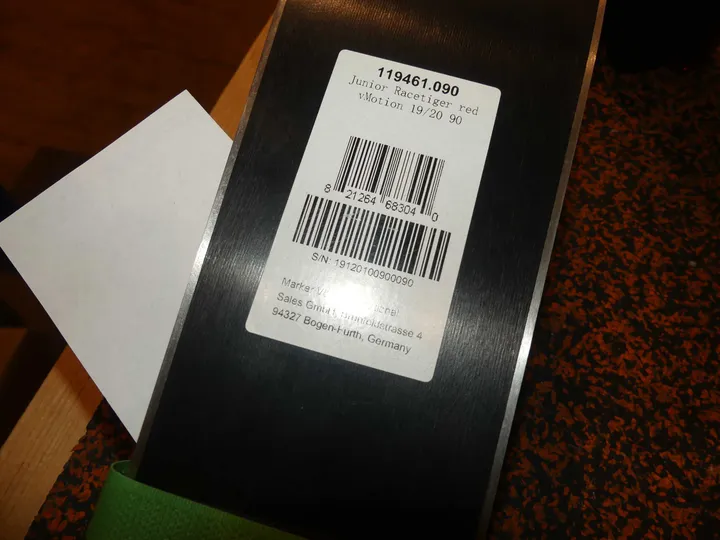 119461.090
Junior Racetiger red
vMotion 19/20 90
8 21264 68304 0
S/N: 19120100900090
Marker
Sales GmbH, 4
94327 Bogen-Furth, Germany